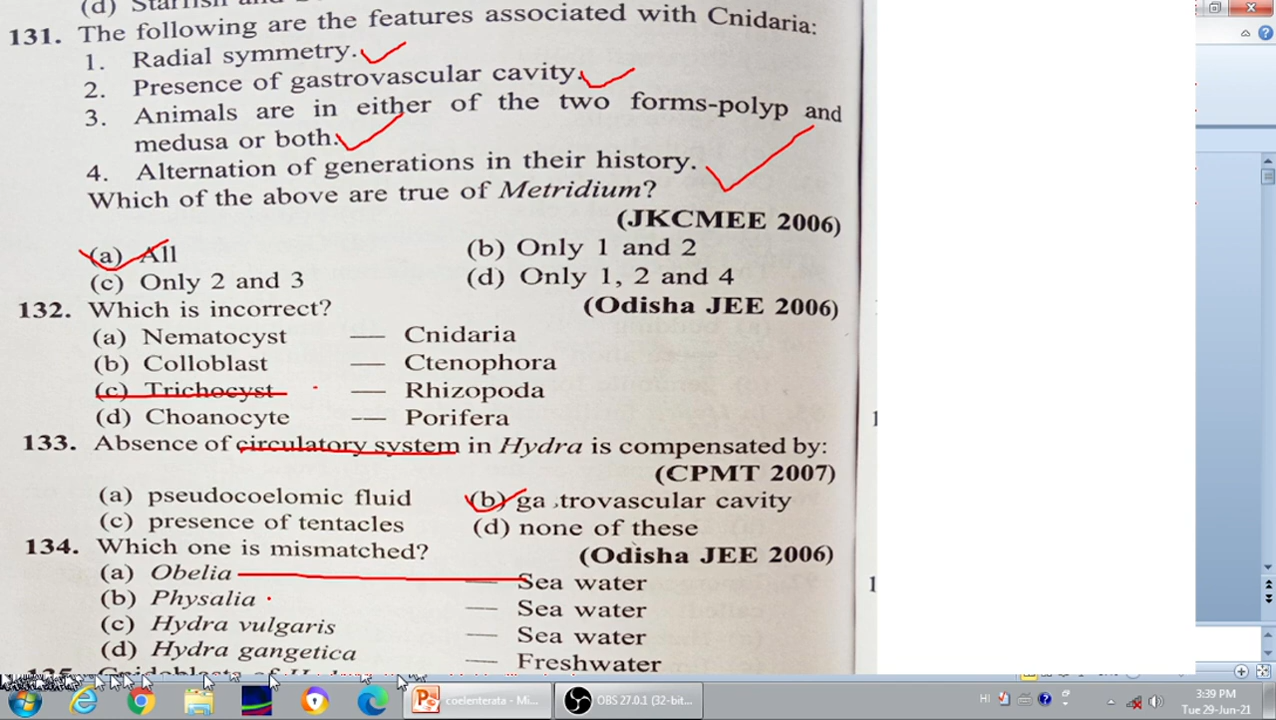 (d) Starfish and
131. The following are the features associated with Cnidaria:
1. Radial symmetry.
2. Presence of gastrovascular cavity.
3. Animals are in either of the two forms-polyp and
medusa or both.
4. Alternation of generations in their history.
Which of the above are true of Metridium?
(JKCMEE 2006)
(a) All (b) Only 1 and 2
(c) Only 2 and 3 (d) Only 1, 2 and 4
132. Which is incorrect? (Odisha JEE 2006)
(a) Nematocyst — Cnidaria
(b) Colloblast — Ctenophora
(c) Trichocyst — Rhizopoda
(d) Choanocyte — Porifera
133. Absence of circulatory system in Hydra is compensated by:
(CPMT 2007)
(a) pseudocoelomic fluid (b) ga trovascular cavity
(c) presence of tentacles (d) none of these
134. Which one is mismatched? (Odisha JEE 2006)
(a) Obelia — Sea water
(b) Physalia — Sea water
(c) Hydra vulgaris — Sea water
(d) Hydra gangetica — Freshwater
1
1
coelenterata - Mi... OBS 27.0.1 (32-bit... HI 3:39 PM
Tue 29-Jun-21